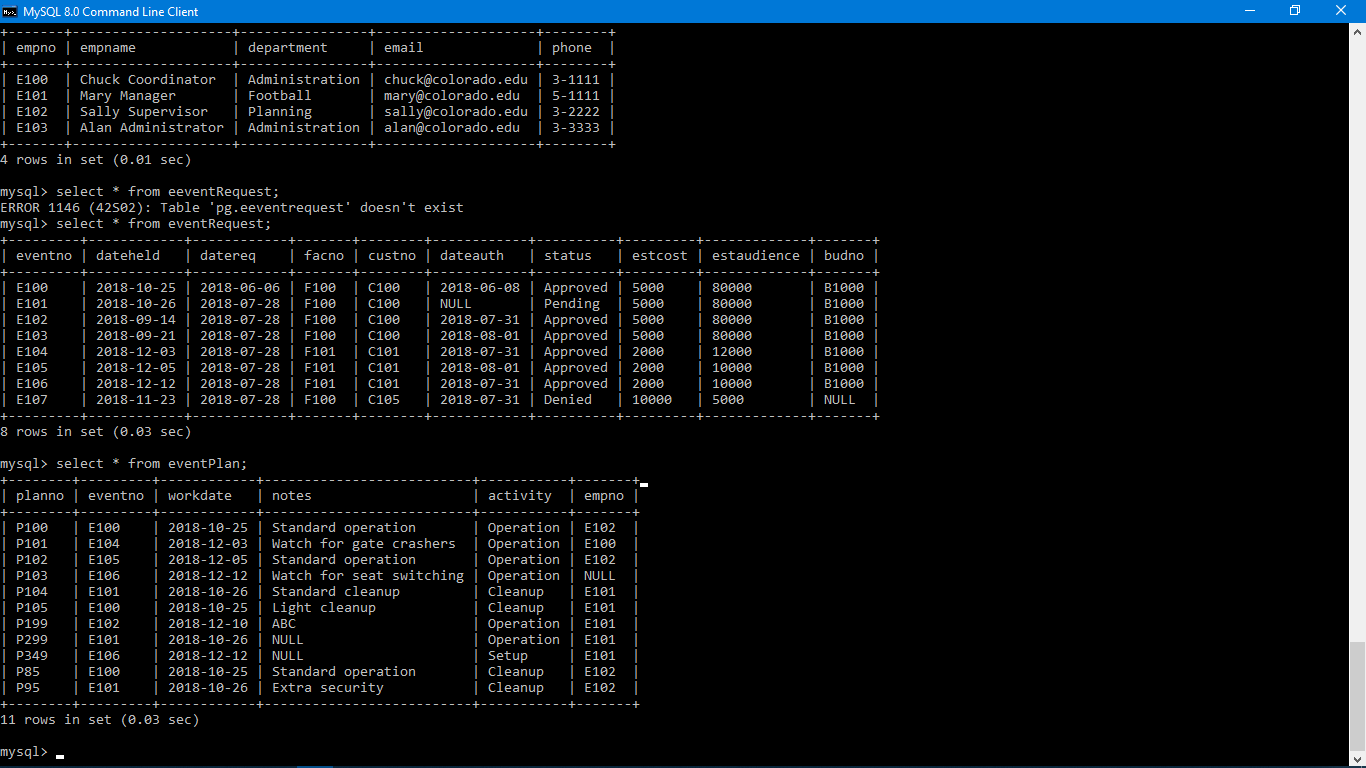 MySQL 8.0 Command Line Client
+-------+--------------------+----------------+--------------------+--------+
| empno | empname            | department     | email              | phone  |
+-------+--------------------+----------------+--------------------+--------+
| E100  | Chuck Coordinator  | Administration | chuck@colorado.edu | 3-1111 |
| E101  | Mary Manager       | Football       | mary@colorado.edu  | 5-1111 |
| E102  | Sally Supervisor   | Planning       | sally@colorado.edu | 3-2222 |
| E103  | Alan Administrator | Administration | alan@colorado.edu  | 3-3333 |
+-------+--------------------+----------------+--------------------+--------+
4 rows in set (0.01 sec)
mysql> select * from eeventRequest;
ERROR 1146 (42S02): Table 'pg.eeventrequest' doesn't exist
mysql> select * from eventRequest;
+---------+------------+------------+-------+--------+------------+----------+---------+-------------+-------+
| eventno | dateheld   | datereq    | facno | custno | dateauth   | status   | estcost | estaudience | budno |
+---------+------------+------------+-------+--------+------------+----------+---------+-------------+-------+
| E100    | 2018-10-25 | 2018-06-06 | F100  | C100   | 2018-06-08 | Approved | 5000    | 80000       | B1000 |
| E101    | 2018-10-26 | 2018-07-28 | F100  | C100   | NULL       | Pending  | 5000    | 80000       | B1000 |
| E102    | 2018-09-14 | 2018-07-28 | F100  | C100   | 2018-07-31 | Approved | 5000    | 80000       | B1000 |
| E103    | 2018-09-21 | 2018-07-28 | F100  | C100   | 2018-08-01 | Approved | 5000    | 80000       | B1000 |
| E104    | 2018-12-03 | 2018-07-28 | F101  | C101   | 2018-07-31 | Approved | 2000    | 12000       | B1000 |
| E105    | 2018-12-05 | 2018-07-28 | F101  | C101   | 2018-08-01 | Approved | 2000    | 10000       | B1000 |
| E106    | 2018-12-12 | 2018-07-28 | F101  | C101   | 2018-07-31 | Approved | 2000    | 10000       | B1000 |
| E107    | 2018-11-23 | 2018-07-28 | F100  | C105   | 2018-07-31 | Denied   | 10000   | 5000        | NULL  |
+---------+------------+------------+-------+--------+------------+----------+---------+-------------+-------+
8 rows in set (0.03 sec)
mysql> select * from eventPlan;
+--------+---------+------------+--------------------------+-----------+-------+
| planno | eventno | workdate   | notes                    | activity  | empno |
+--------+---------+------------+--------------------------+-----------+-------+
| P100   | E100    | 2018-10-25 | Standard operation       | Operation | E102  |
| P101   | E104    | 2018-12-03 | Watch for gate crashers  | Operation | E100  |
| P102   | E105    | 2018-12-05 | Standard operation       | Operation | E102  |
| P103   | E106    | 2018-12-12 | Watch for seat switching | Operation | NULL  |
| P104   | E101    | 2018-10-26 | Standard cleanup         | Cleanup   | E101  |
| P105   | E100    | 2018-10-25 | Light cleanup            | Cleanup   | E101  |
| P199   | E102    | 2018-12-10 | ABC                      | Operation | E101  |
| P299   | E101    | 2018-10-26 | NULL                     | Operation | E101  |
| P349   | E106    | 2018-12-12 | NULL                     | Setup     | E101  |
| P85    | E100    | 2018-10-25 | Standard operation       | Cleanup   | E102  |
| P95    | E101    | 2018-10-26 | Extra security           | Cleanup   | E102  |
+--------+---------+------------+--------------------------+-----------+-------+
11 rows in set (0.03 sec)
mysql>